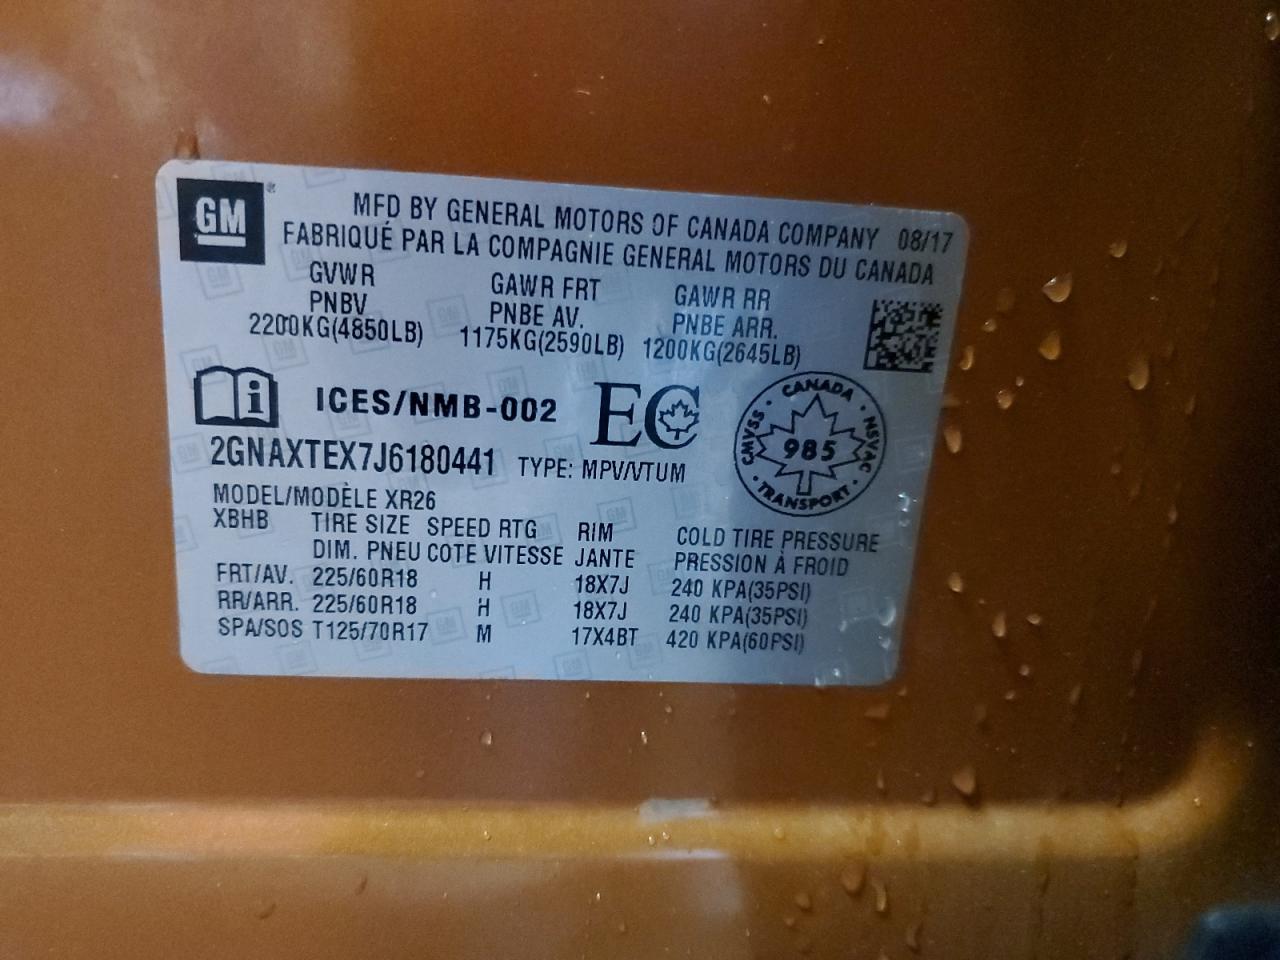 GM
MFD BY GENERAL MOTORS OF CANADA COMPANY 08/17
FABRIQUÉ PAR LA COMPAGNIE GENERAL MOTORS DU CANADA
GVWR GAWR FRT GAWR RR
PNBV PNBE AV. PNBE ARR.
2200KG(4850LB) 1175KG(2590LB) 1200KG(2645LB)
ICES/NMB-002 EC
CANADA
CMVSS 985 NSVAC
TRANSPORT
2GNAXTEX7J6180441 TYPE: MPV/VTUM
MODEL/MODÈLE XR26
XBHB TIRE SIZE SPEED RTG RIM COLD TIRE PRESSURE
DIM. PNEU COTE VITESSE JANTE PRESSION À FROID
FRT/AV. 225/60R18 H 18X7J 240 KPA(35PSI)
RR/ARR. 225/60R18 H 18X7J 240 KPA(35PSI)
SPA/SOS T125/70R17 M 17X4BT 420 KPA(60PSI)